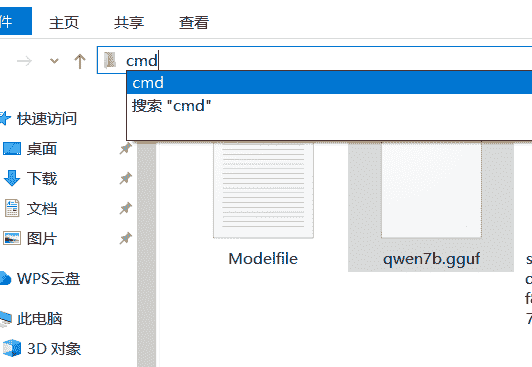 件 主页 共享 查看
cmd
cmd
搜索 "cmd"
快速访问
桌面
下载
文档
图片
WPS云盘
此电脑
3D 对象
Modelfile
qwen7b.gguf